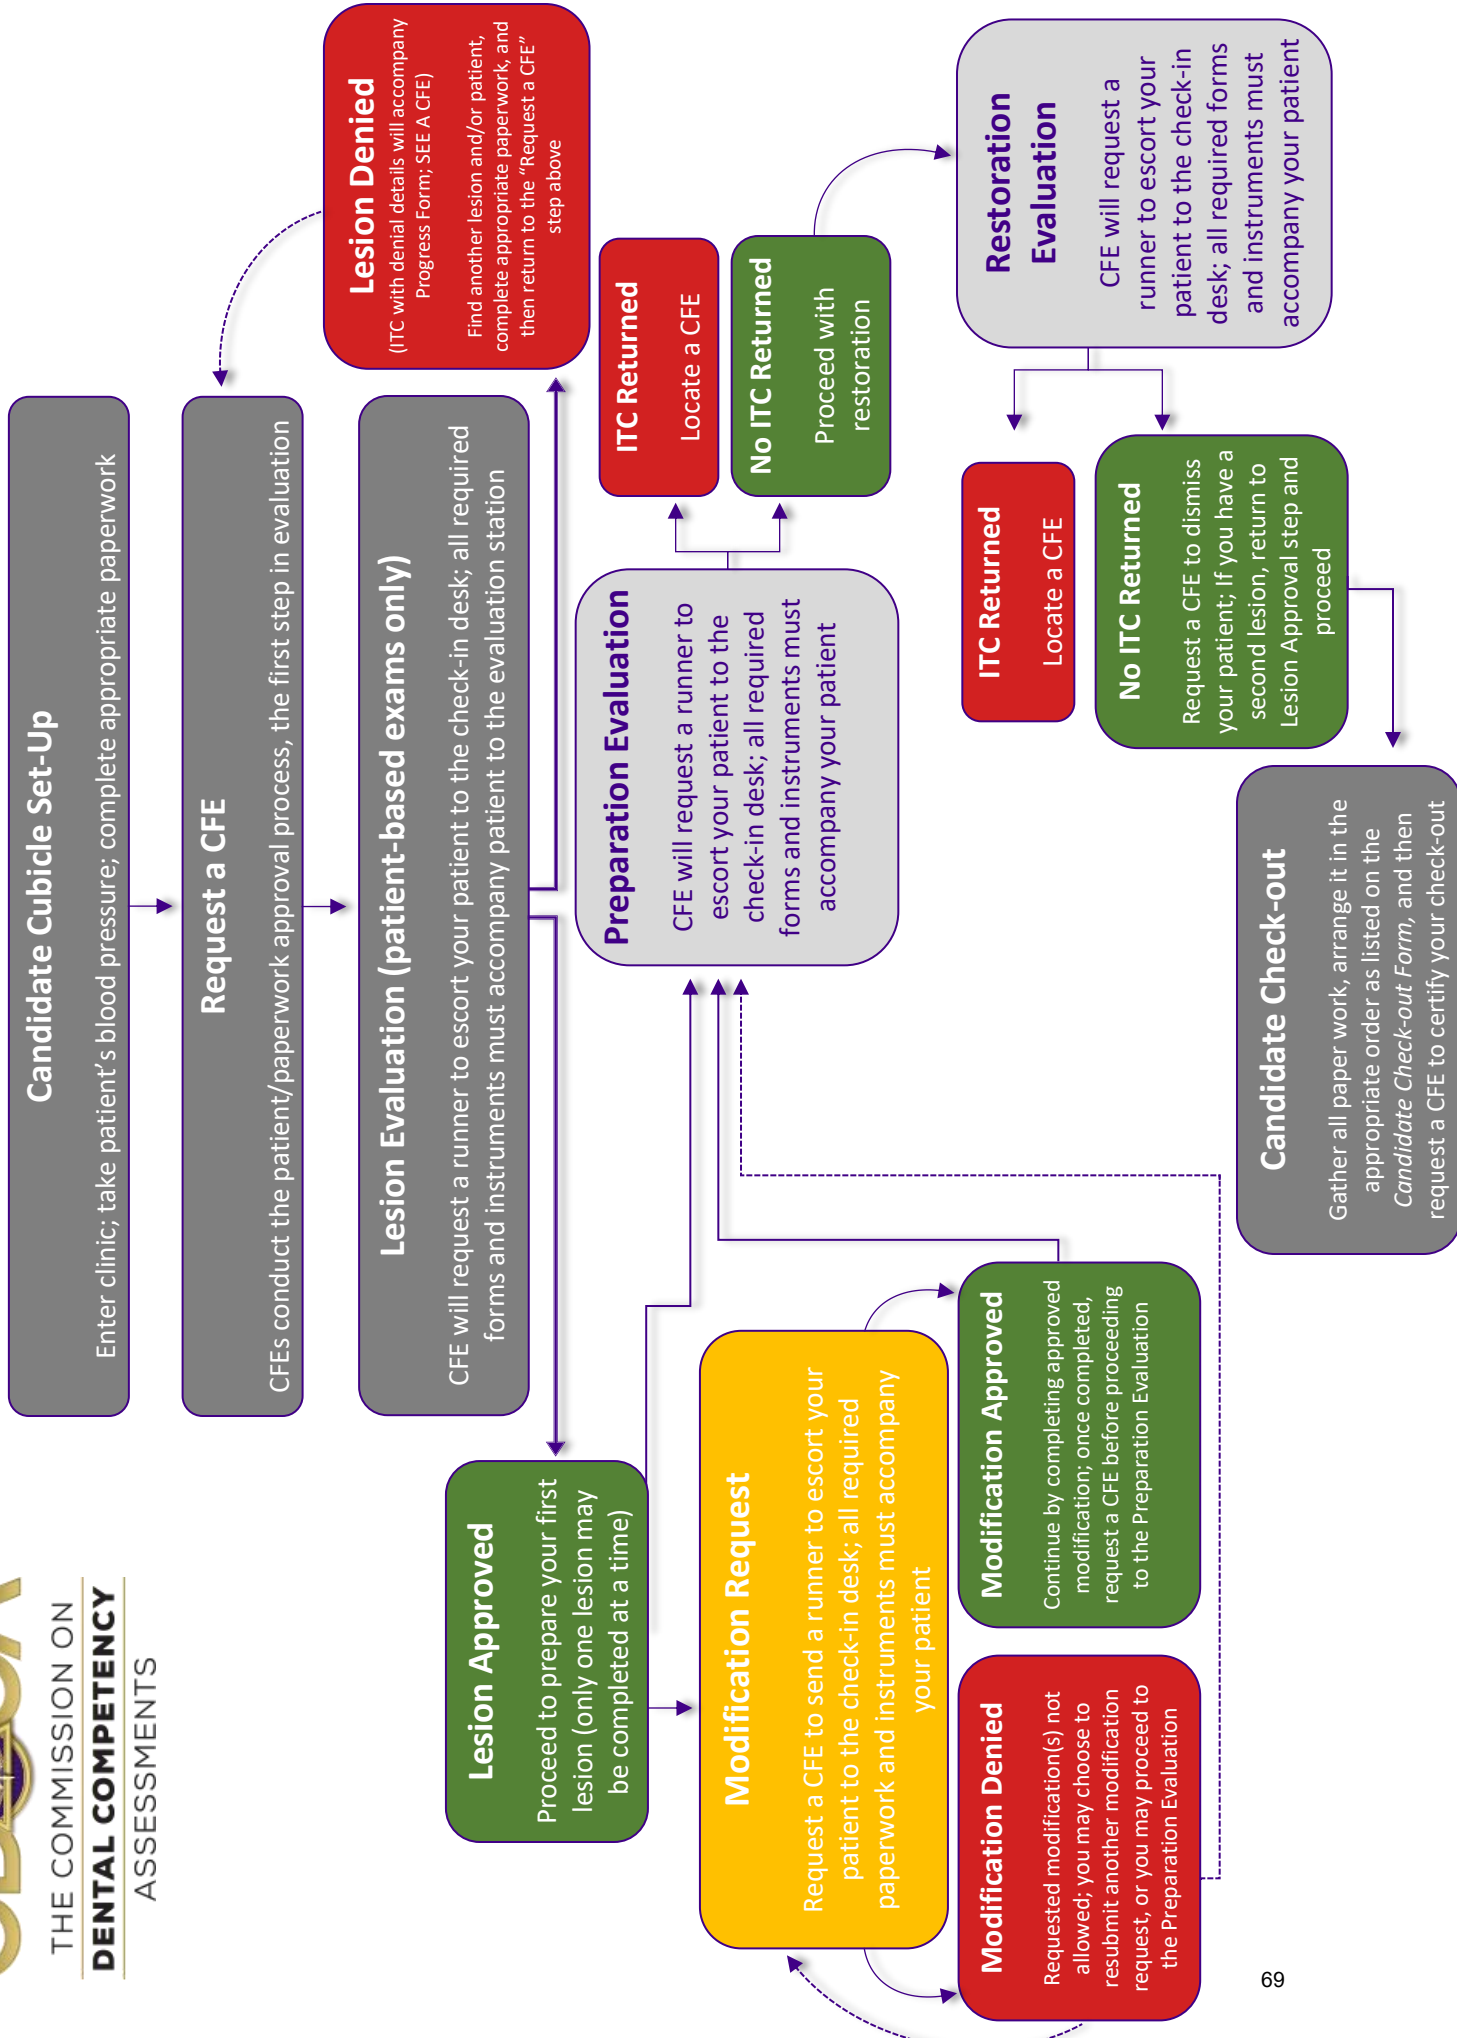 THE COMMISSION ON
DENTAL COMPETENCY
ASSESSMENTS
Candidate Cubicle Set-Up
Enter clinic; take patient’s blood pressure; complete appropriate paperwork
Request a CFE
CFEs conduct the patient/paperwork approval process, the first step in evaluation
Lesion Evaluation (patient-based exams only)
CFE will request a runner to escort your patient to the check-in desk; all required
forms and instruments must accompany patient to the evaluation station
Lesion Denied
(ITC with denial details will accompany
Progress Form; SEE A CFE)
Find another lesion and/or patient,
complete appropriate paperwork, and
then return to the “Request a CFE”
step above
Lesion Approved
Proceed to prepare your first
lesion (only one lesion may
be completed at a time)
Modification Request
Request a CFE to send a runner to escort your
patient to the check-in desk; all required
paperwork and instruments must accompany
your patient
Modification Denied
Requested modification(s) not
allowed; you may choose to
resubmit another modification
request, or you may proceed to
the Preparation Evaluation
Modification Approved
Continue by completing approved
modification; once completed,
request a CFE before proceeding
to the Preparation Evaluation
Preparation Evaluation
CFE will request a runner to
escort your patient to the
check-in desk; all required
forms and instruments must
accompany your patient
ITC Returned
Locate a CFE
No ITC Returned
Proceed with
restoration
Restoration
Evaluation
CFE will request a
runner to escort your
patient to the check-in
desk; all required forms
and instruments must
accompany your patient
ITC Returned
Locate a CFE
No ITC Returned
Request a CFE to dismiss
your patient; If you have a
second lesion, return to
Lesion Approval step and
proceed
Candidate Check-out
Gather all paper work, arrange it in the
appropriate order as listed on the
Candidate Check-out Form, and then
request a CFE to certify your check-out
69